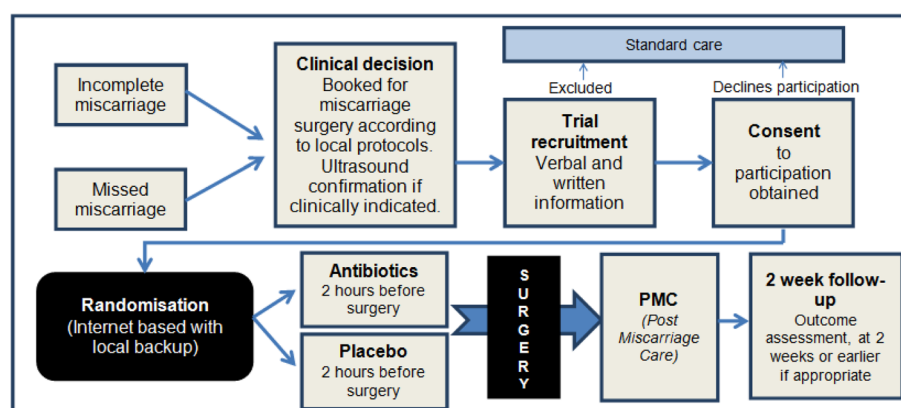 Incomplete
miscarriage
Missed
miscarriage
Clinical decision
Booked for
miscarriage
surgery according
to local protocols.
Ultrasound
confirmation if
clinically indicated.
Standard care
Excluded
Declines participation
Trial
recruitment
Verbal and
written
information
Consent
to
participation
obtained
Randomisation
(Internet based with
local backup)
Antibiotics
2 hours before
surgery
Placebo
2 hours before
surgery
S
U
R
G
E
R
Y
PMC
(Post
Miscarriage
Care)
2 week follow-
up
Outcome
assessment, at 2
weeks or earlier
if appropriate